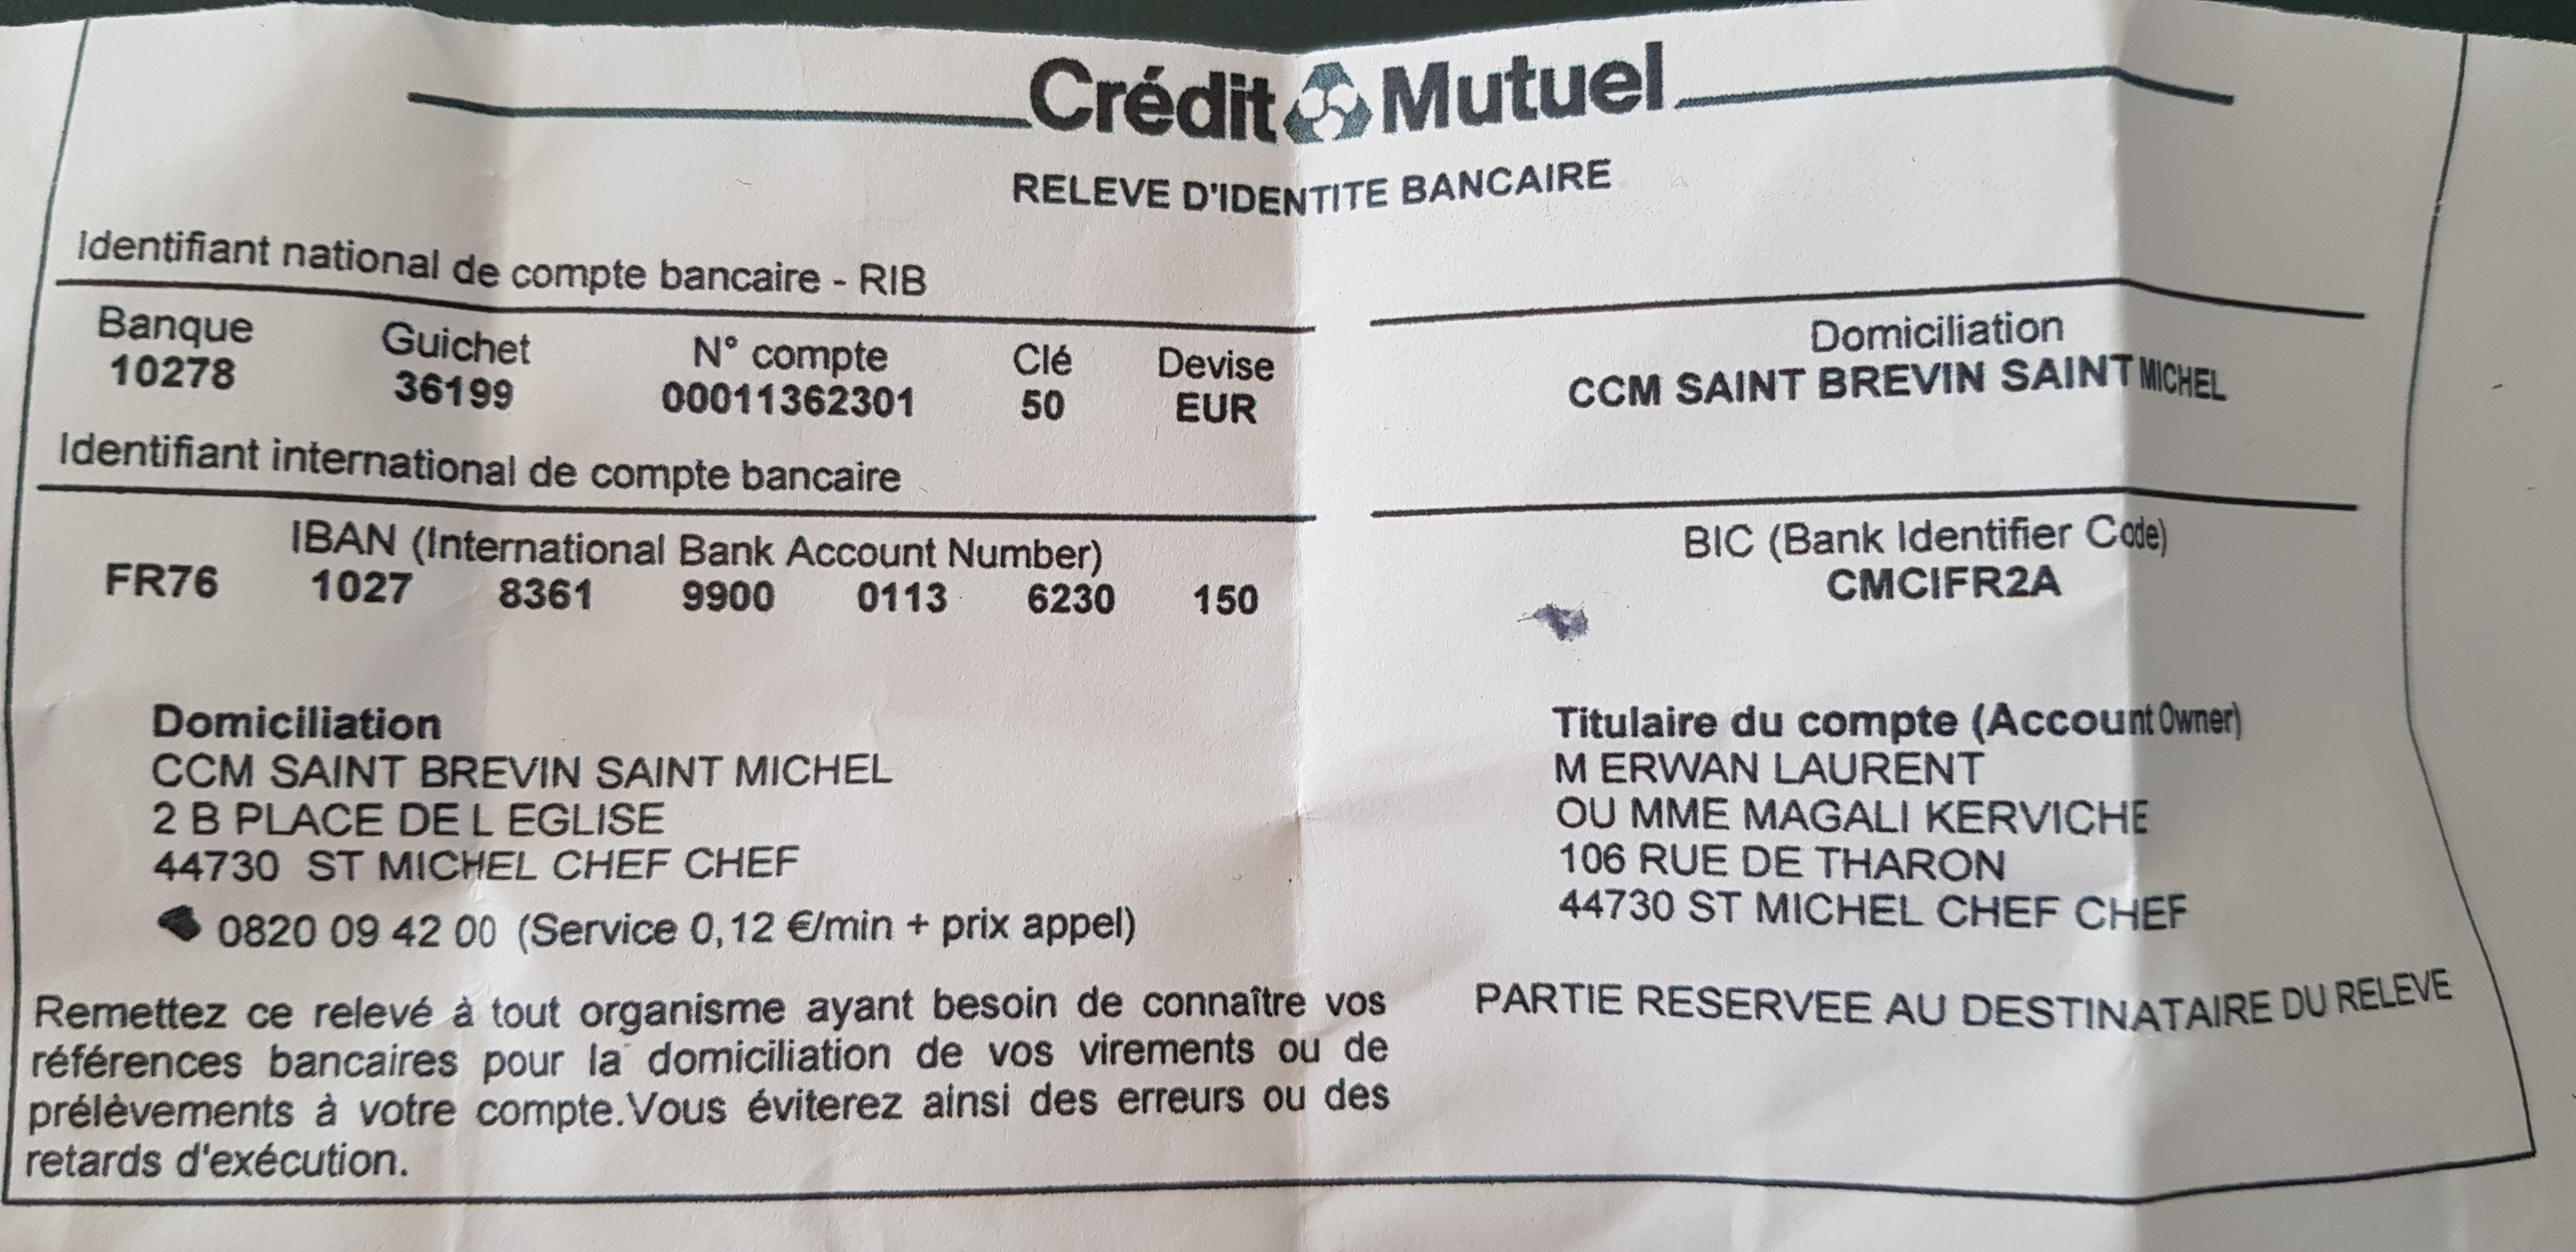 Crédit Mutuel
RELEVE D'IDENTITE BANCAIRE
Identifiant national de compte bancaire - RIB
Banque Guichet N° compte Clé Devise
10278 36199 00011362301 50 EUR
Domiciliation
CCM SAINT BREVIN SAINT MICHEL
Identifiant international de compte bancaire
IBAN (International Bank Account Number)
FR76 1027 8361 9900 0113 6230 150
BIC (Bank Identifier Code)
CMCIFR2A
Domiciliation
CCM SAINT BREVIN SAINT MICHEL
2 B PLACE DE L EGLISE
44730 ST MICHEL CHEF CHEF
0820 09 42 00 (Service 0,12 €/min + prix appel)
Titulaire du compte (Account Owner)
M ERWAN LAURENT
OU MME MAGALI KERVICHE
106 RUE DE THARON
44730 ST MICHEL CHEF CHEF
Remettez ce relevé à tout organisme ayant besoin de connaître vos
références bancaires pour la domiciliation de vos virements ou de
prélèvements à votre compte.Vous éviterez ainsi des erreurs ou des
retards d'exécution.
PARTIE RESERVEE AU DESTINATAIRE DU RELEVE